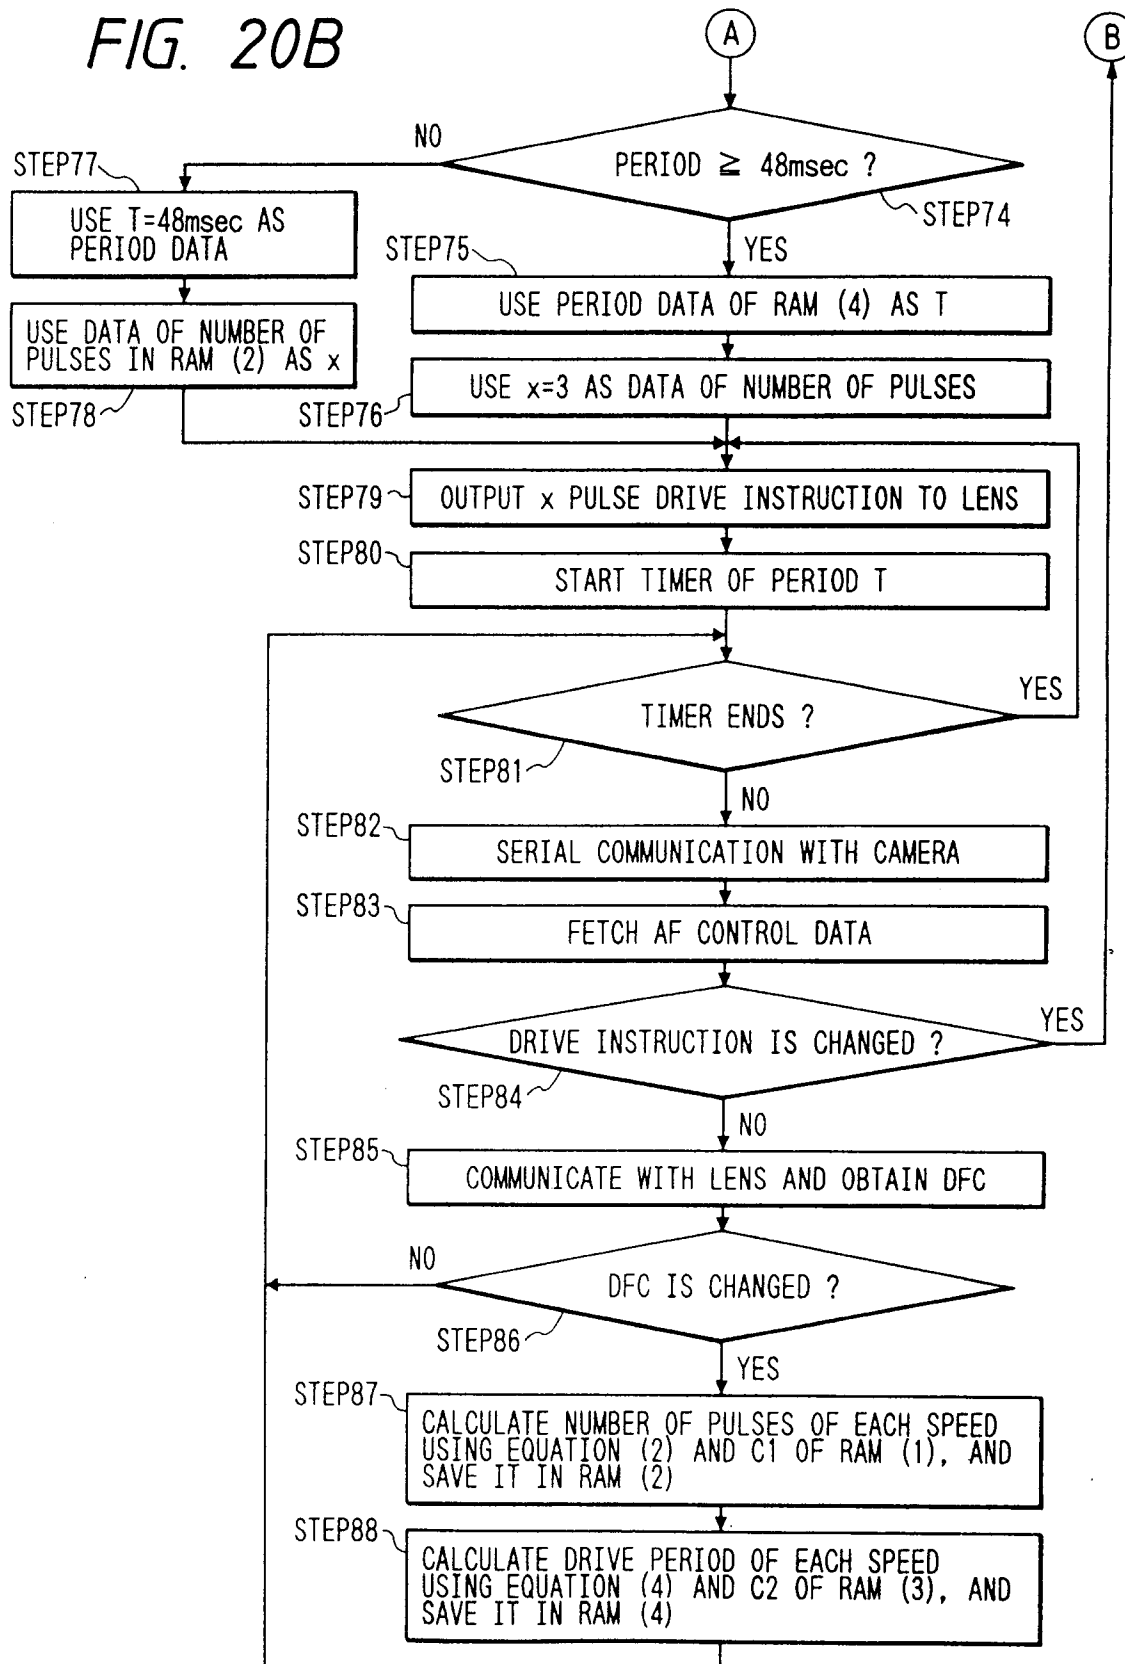 FIG. 20B
A
B
NO
PERIOD ≧ 48msec ?
STEP77
STEP74
USE T=48msec AS
PERIOD DATA
YES
STEP75
USE PERIOD DATA OF RAM (4) AS T
USE DATA OF NUMBER OF
PULSES IN RAM (2) AS x
STEP78
USE x=3 AS DATA OF NUMBER OF PULSES
STEP76
STEP79
OUTPUT x PULSE DRIVE INSTRUCTION TO LENS
STEP80
START TIMER OF PERIOD T
TIMER ENDS ?
YES
STEP81
NO
STEP82
SERIAL COMMUNICATION WITH CAMERA
STEP83
FETCH AF CONTROL DATA
DRIVE INSTRUCTION IS CHANGED ?
YES
STEP84
NO
STEP85
COMMUNICATE WITH LENS AND OBTAIN DFC
NO
DFC IS CHANGED ?
STEP86
YES
STEP87
CALCULATE NUMBER OF PULSES OF EACH SPEED
USING EQUATION (2) AND C1 OF RAM (1), AND
SAVE IT IN RAM (2)
STEP88
CALCULATE DRIVE PERIOD OF EACH SPEED
USING EQUATION (4) AND C2 OF RAM (3), AND
SAVE IT IN RAM (4)